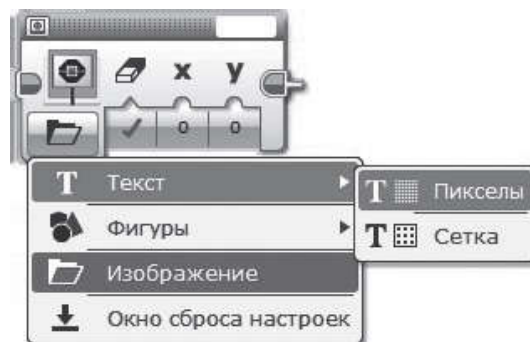 x y
0 0
T Текст
T Пикселы
Фигуры
T Сетка
Изображение
Окно сброса настроек